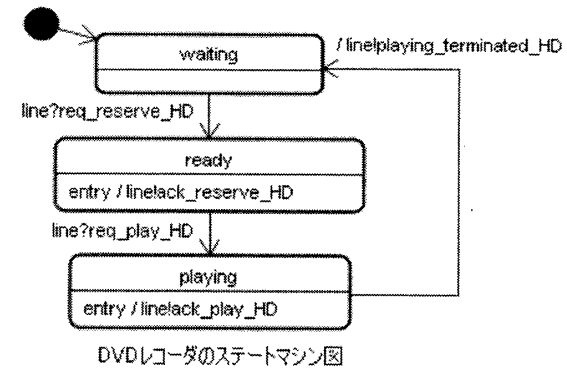 waiting
/ line!playing_terminated_HD
line?req_reserve_HD
ready
entry / line!ack_reserve_HD
line?req_play_HD
playing
entry / line!ack_play_HD
DVDレコーダのステートマシン図